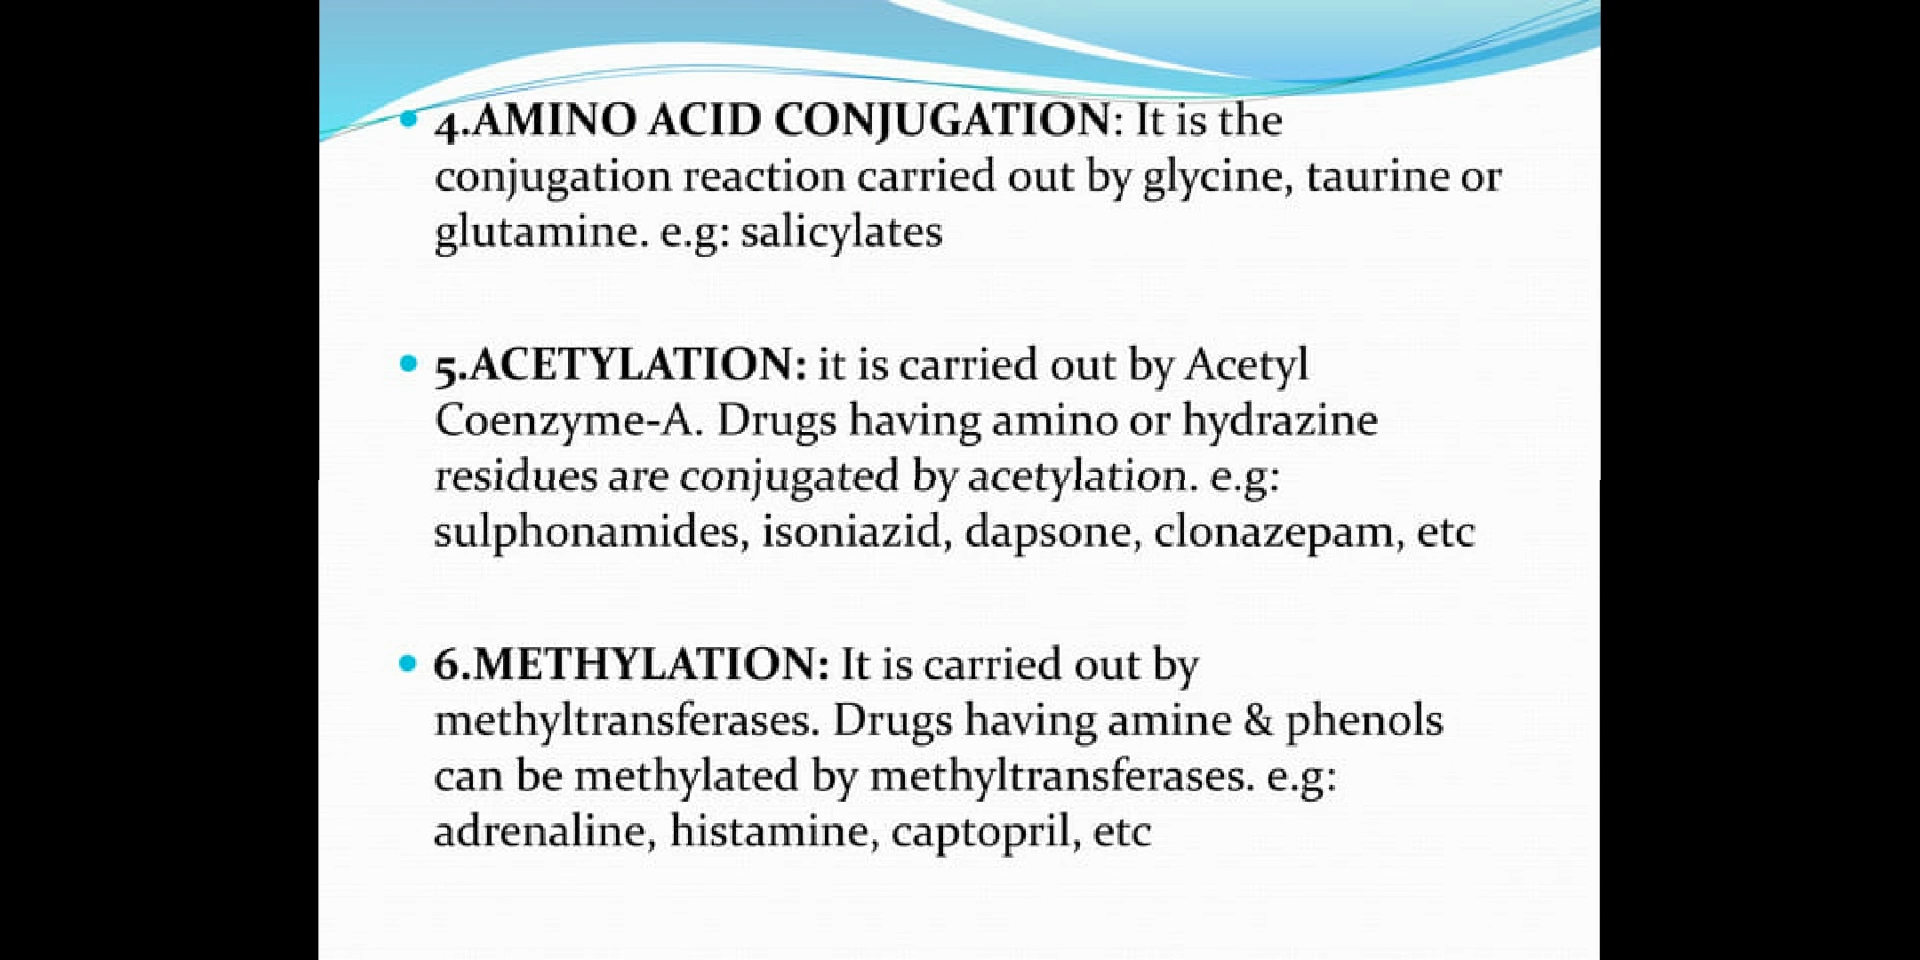 • 4.AMINO ACID CONJUGATION: It is the
conjugation reaction carried out by glycine, taurine or
glutamine. e.g: salicylates
• 5.ACETYLATION: it is carried out by Acetyl
Coenzyme-A. Drugs having amino or hydrazine
residues are conjugated by acetylation. e.g:
sulphonamides, isoniazid, dapsone, clonazepam, etc
• 6.METHYLATION: It is carried out by
methyltransferases. Drugs having amine & phenols
can be methylated by methyltransferases. e.g:
adrenaline, histamine, captopril, etc